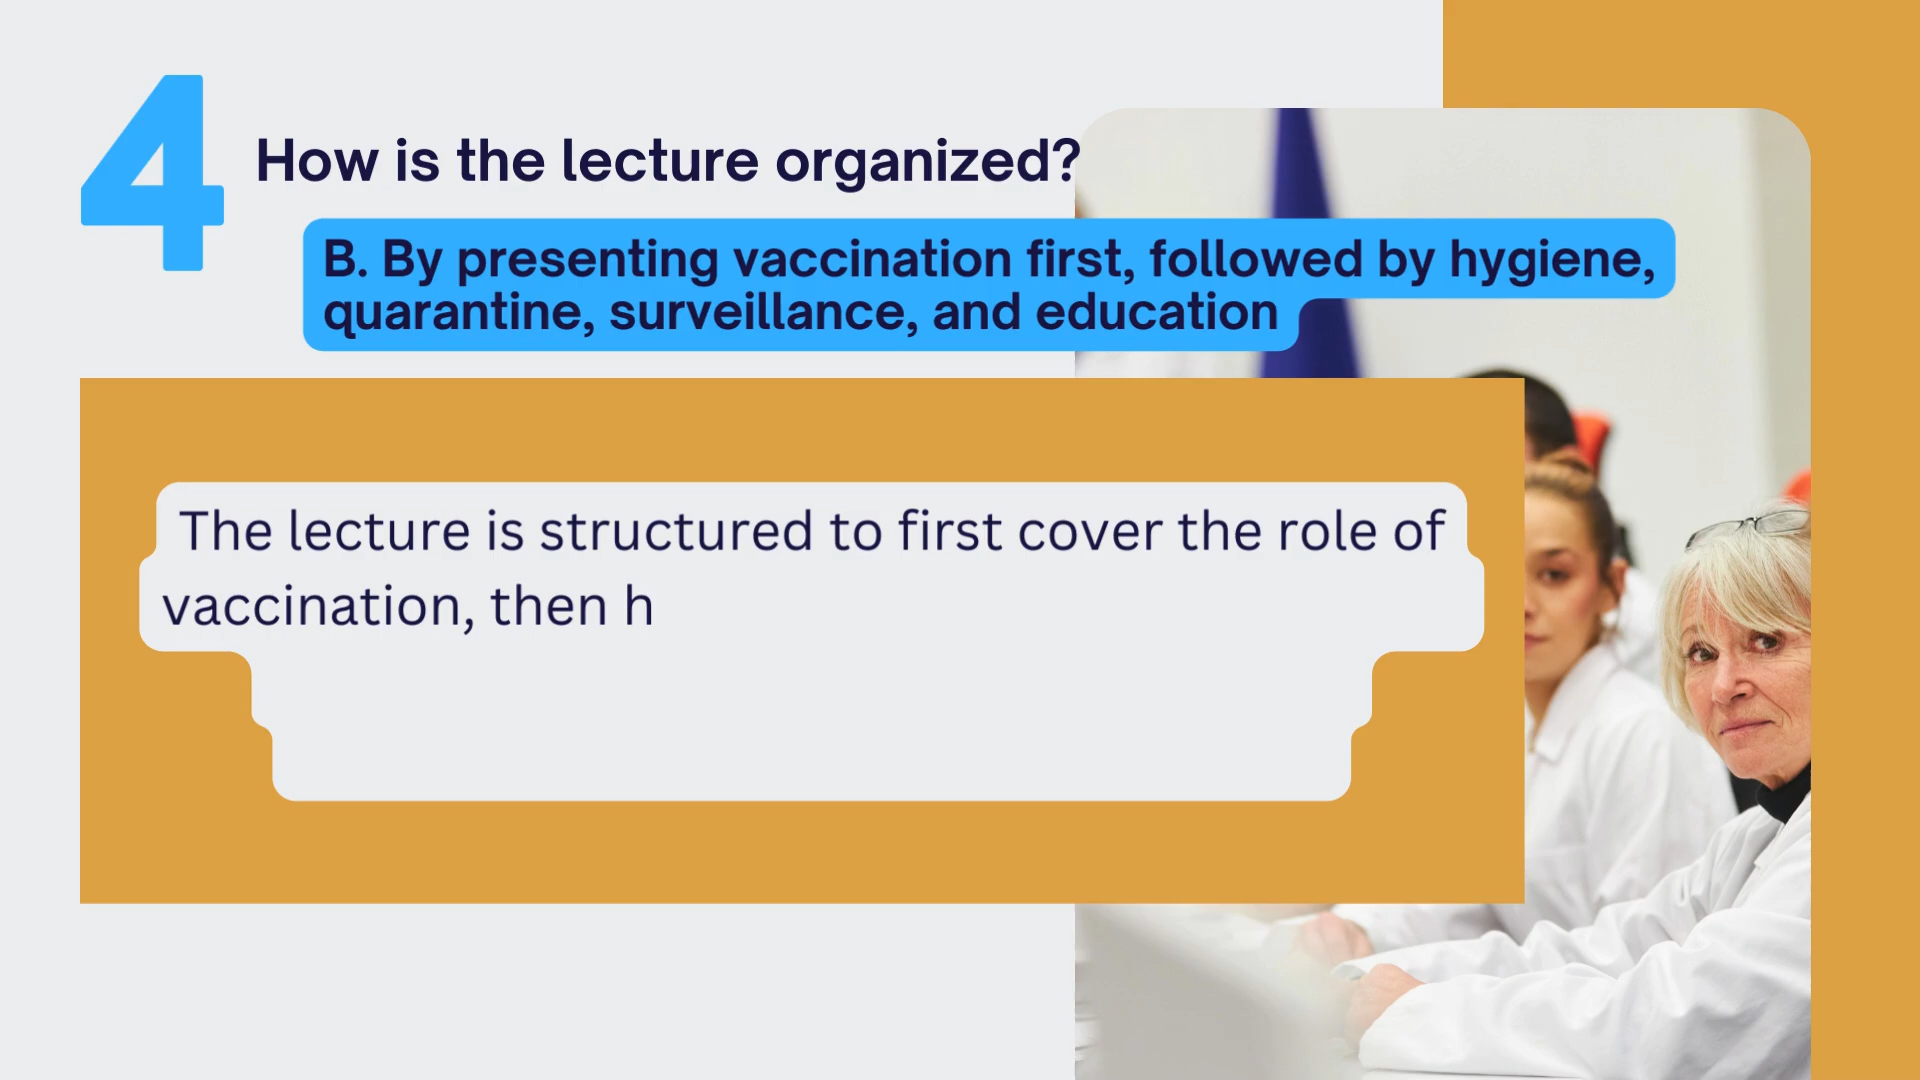 4
How is the lecture organized?
B. By presenting vaccination first, followed by hygiene,
quarantine, surveillance, and education
The lecture is structured to first cover the role of
vaccination, then h